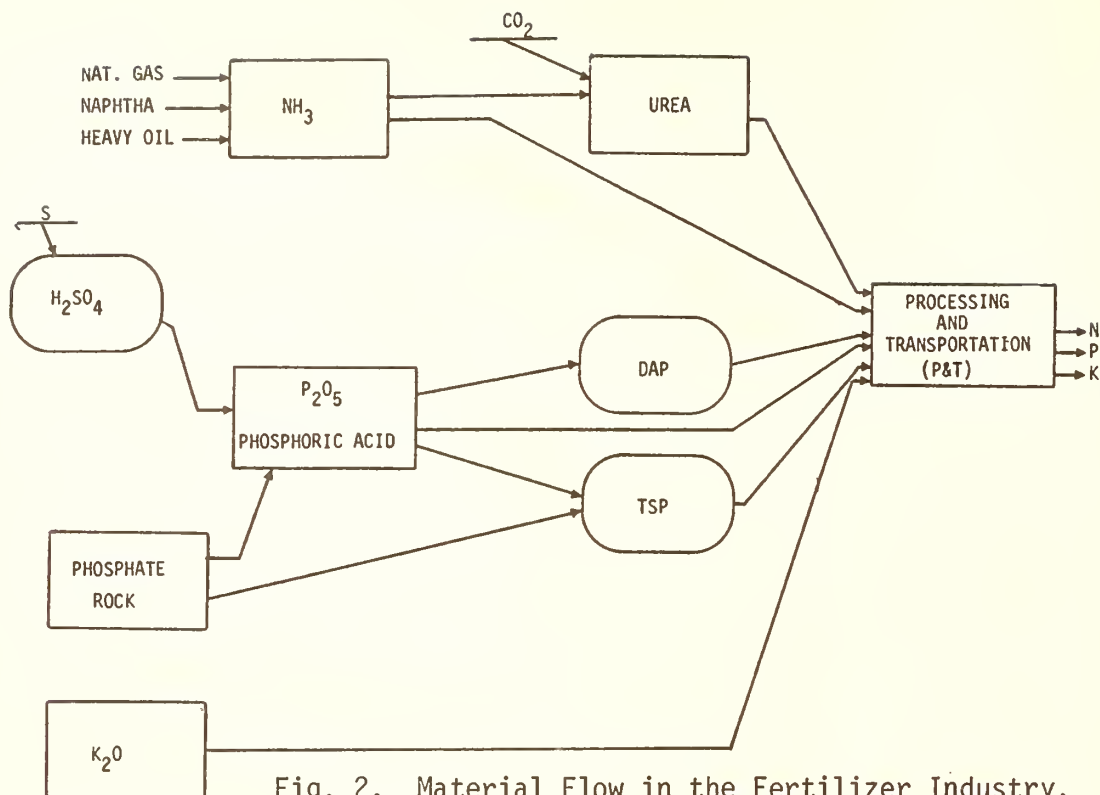 CO2
NAT. GAS
NAPHTHA
HEAVY OIL
NH3
UREA
S
H2SO4
PROCESSING
AND
TRANSPORTATION
(P&T)
N
P
K
DAP
P2O5
PHOSPHORIC ACID
TSP
PHOSPHATE
ROCK
K2O
Fig. 2. Material Flow in the Fertilizer Industry.